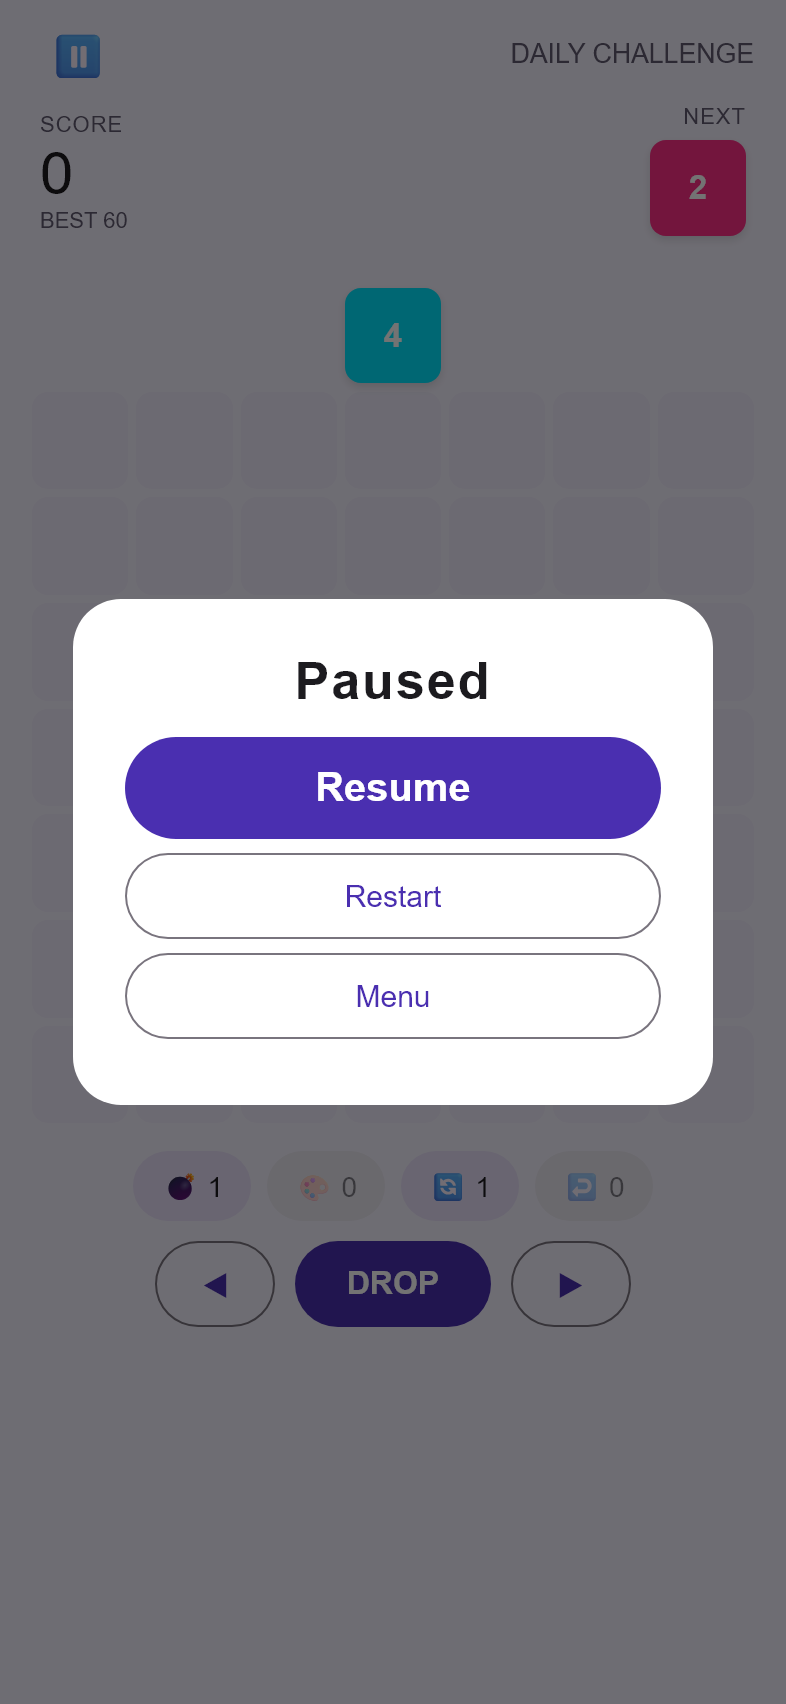 DAILY CHALLENGE
SCORE
0
BEST 60
NEXT
2
4
Paused
Resume
Restart
Menu
1 0 1 0
DROP